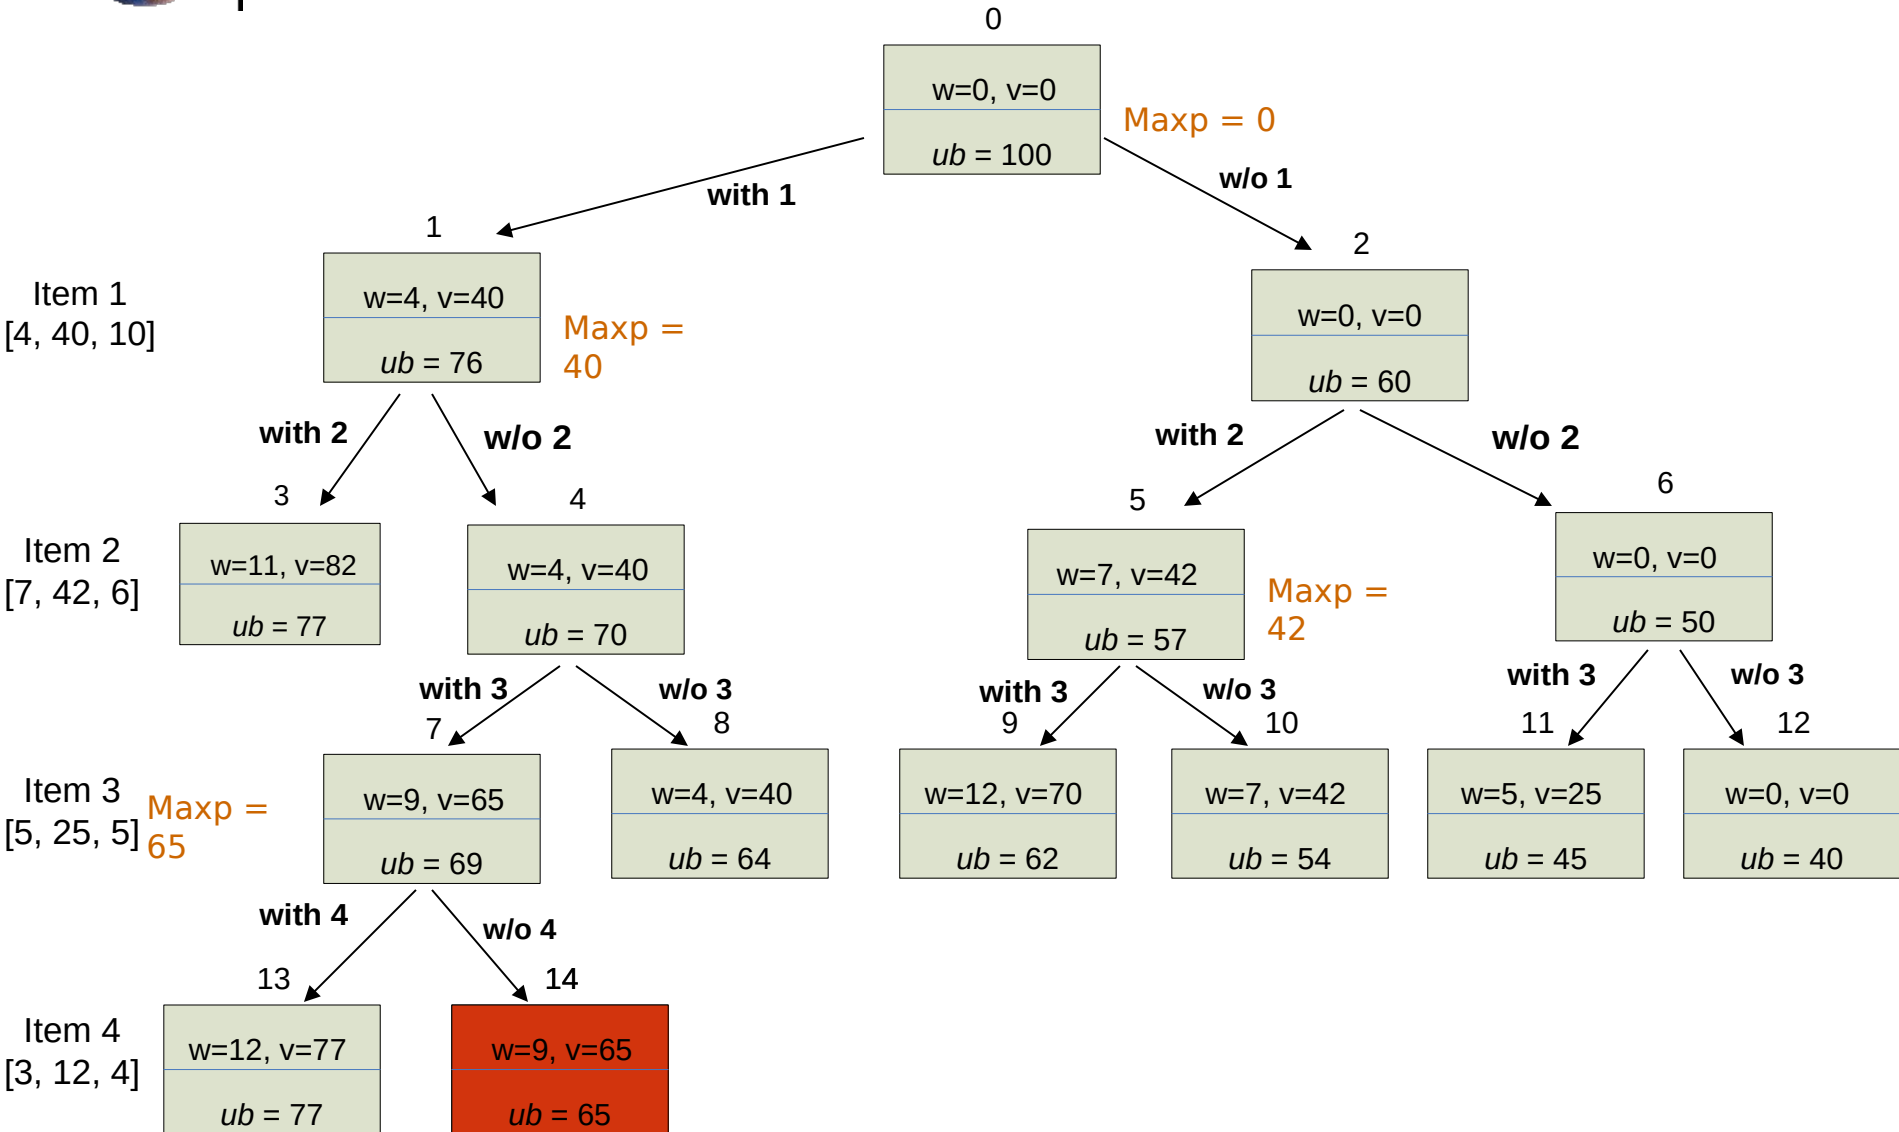 0
w=0, v=0
ub = 100
Maxp = 0
with 1
w/o 1
1
2
Item 1
[4, 40, 10]
w=4, v=40
ub = 76
Maxp =
40
w=0, v=0
ub = 60
with 2
w/o 2
with 2
w/o 2
3
4
5
6
Item 2
[7, 42, 6]
w=11, v=82
ub = 77
w=4, v=40
ub = 70
w=7, v=42
ub = 57
Maxp =
42
w=0, v=0
ub = 50
with 3
w/o 3
with 3
w/o 3
with 3
w/o 3
7
8
9
10
11
12
Item 3
[5, 25, 5]
Maxp =
65
w=9, v=65
ub = 69
w=4, v=40
ub = 64
w=12, v=70
ub = 62
w=7, v=42
ub = 54
w=5, v=25
ub = 45
w=0, v=0
ub = 40
with 4
w/o 4
13
14
Item 4
[3, 12, 4]
w=12, v=77
ub = 77
w=9, v=65
ub = 65